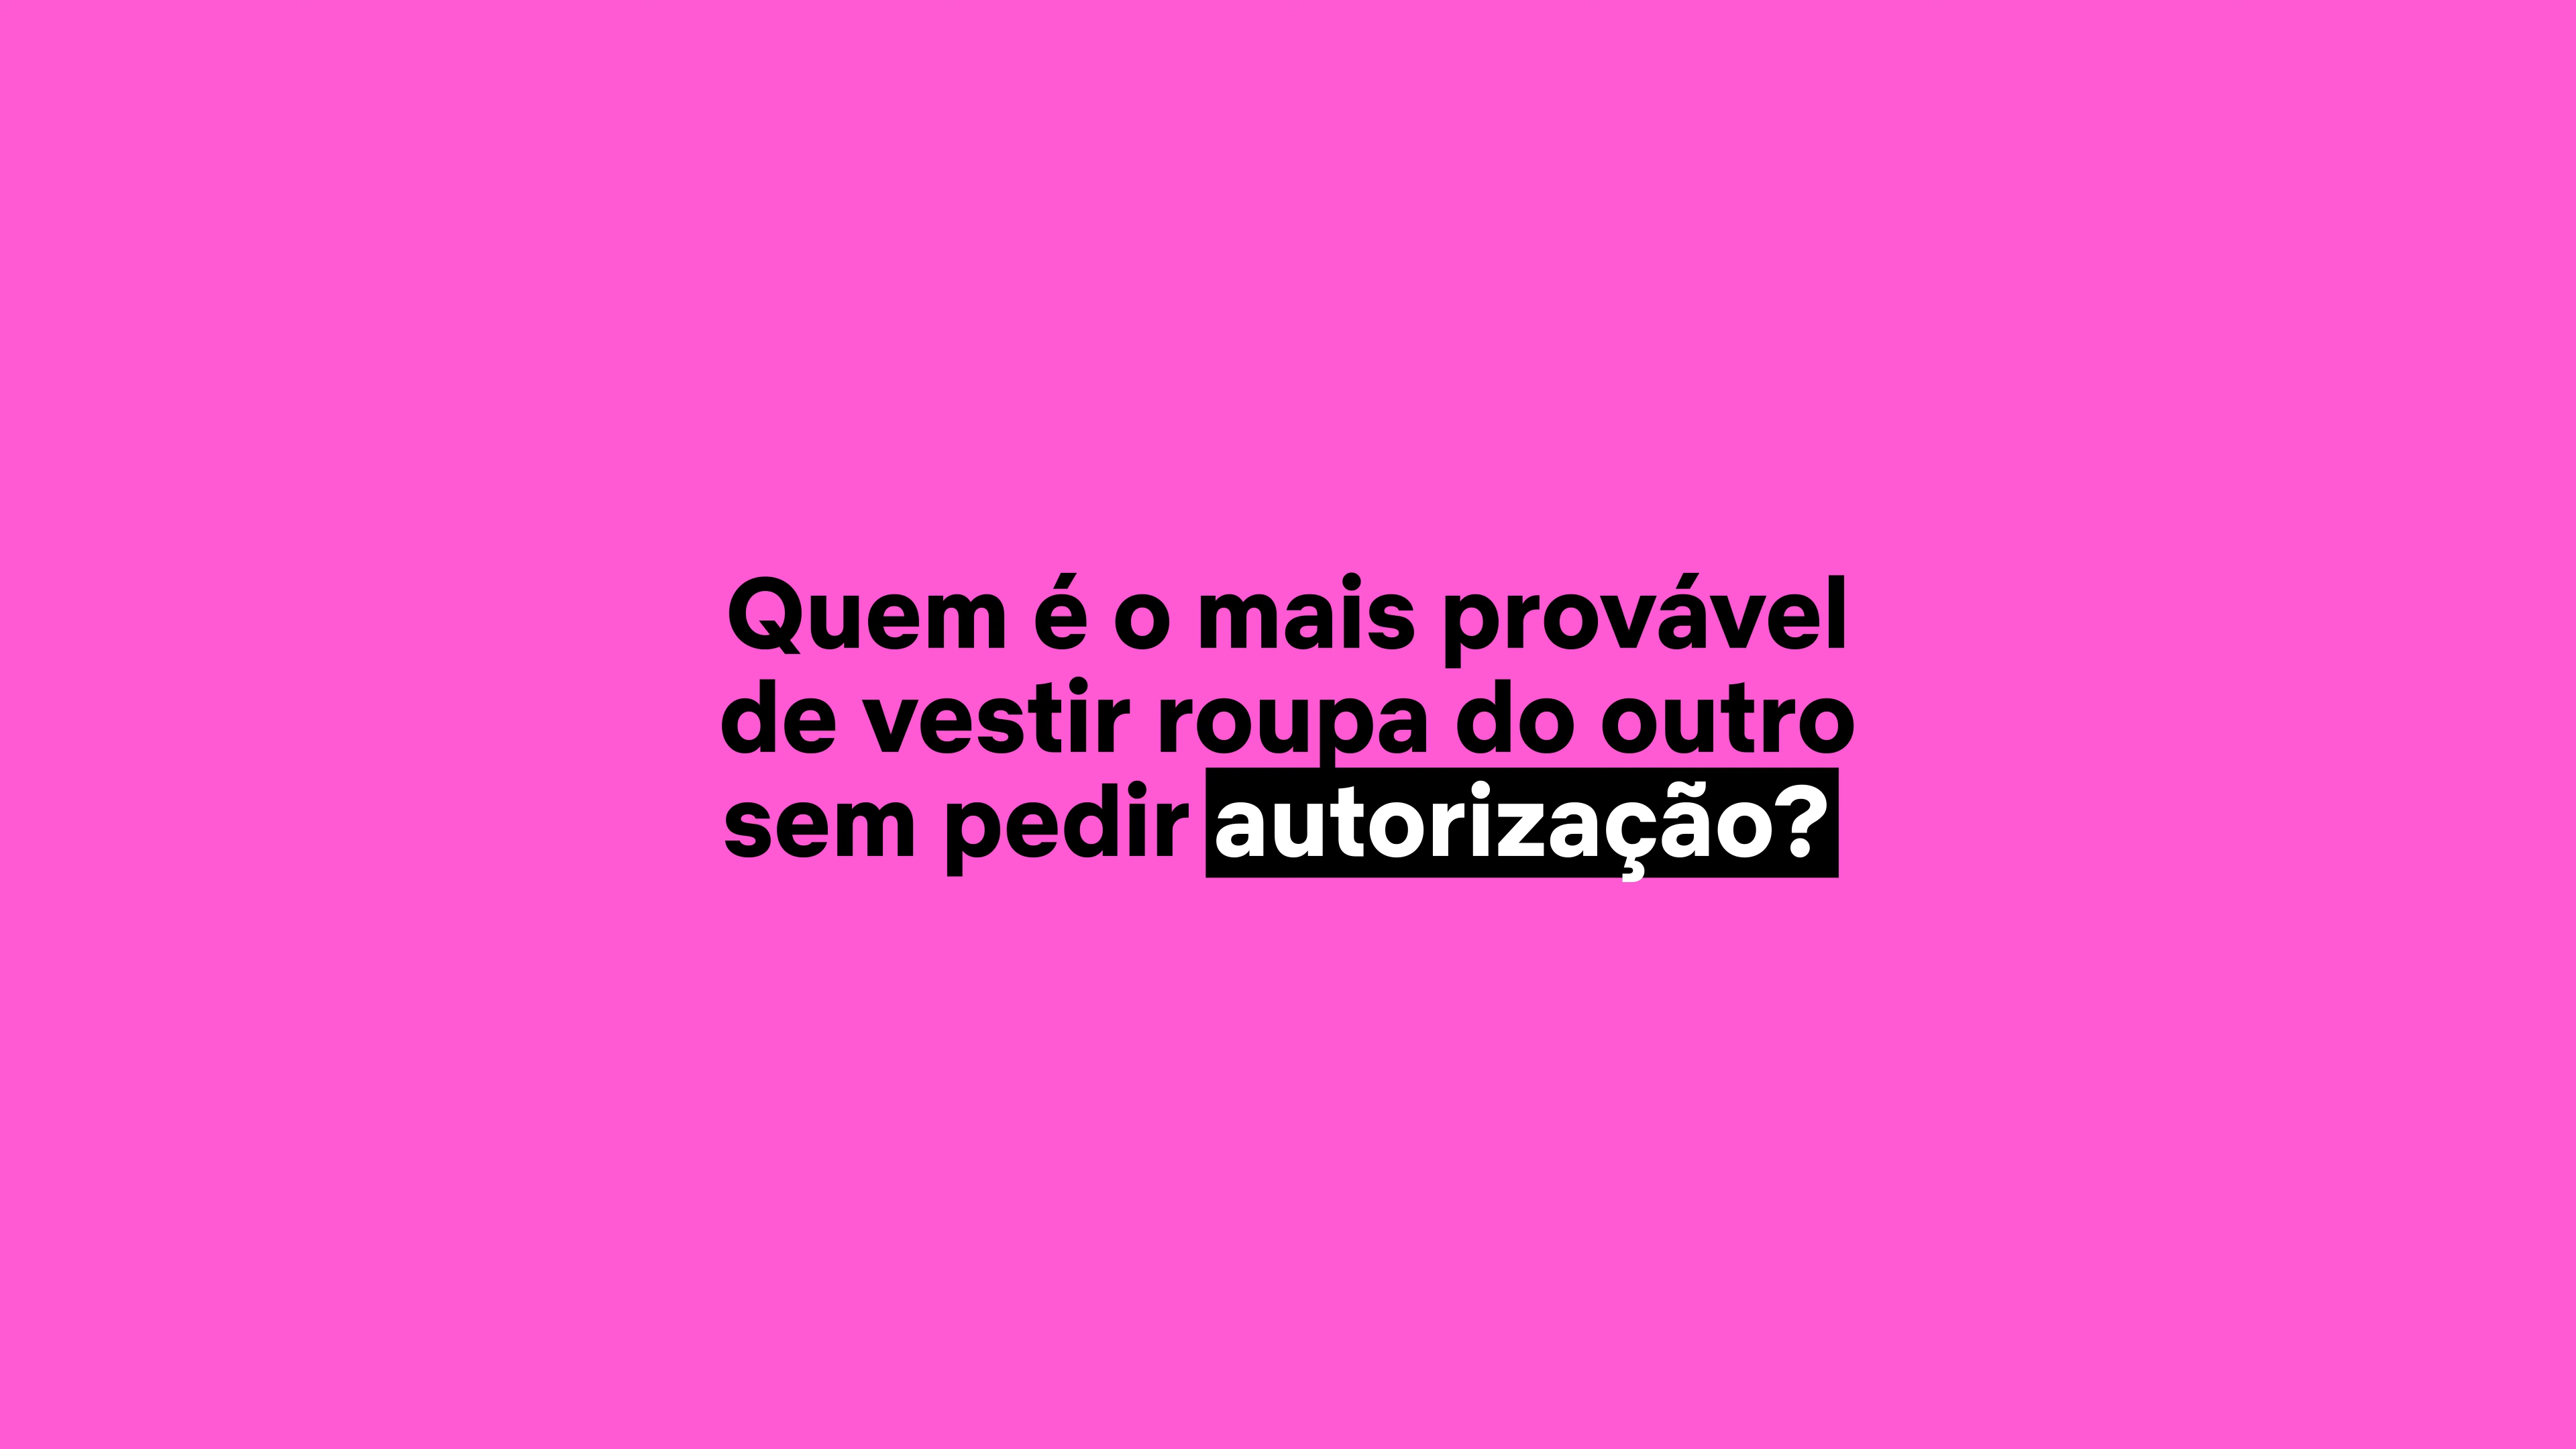 Quem é o mais provável
de vestir roupa do outro
sem pedir autorização?